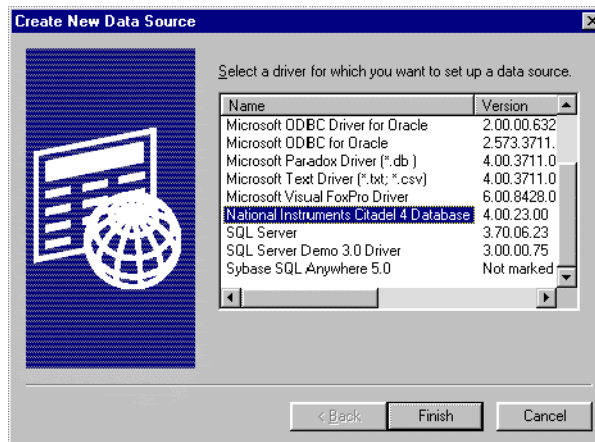 Create New Data Source
Select a driver for which you want to set up a data source.
Name Version
Microsoft ODBC Driver for Oracle 2.00.00.632
Microsoft ODBC for Oracle 2.573.3711.
Microsoft Paradox Driver (*.db ) 4.00.3711.0
Microsoft Text Driver (*.txt; *.csv) 4.00.3711.0
Microsoft Visual FoxPro Driver 6.00.8428.0
National Instruments Citadel 4 Database 4.00.23.00
SQL Server 3.70.06.23
SQL Server Demo 3.0 Driver 3.00.00.75
Sybase SQL Anywhere 5.0 Not marked
< Back Finish Cancel